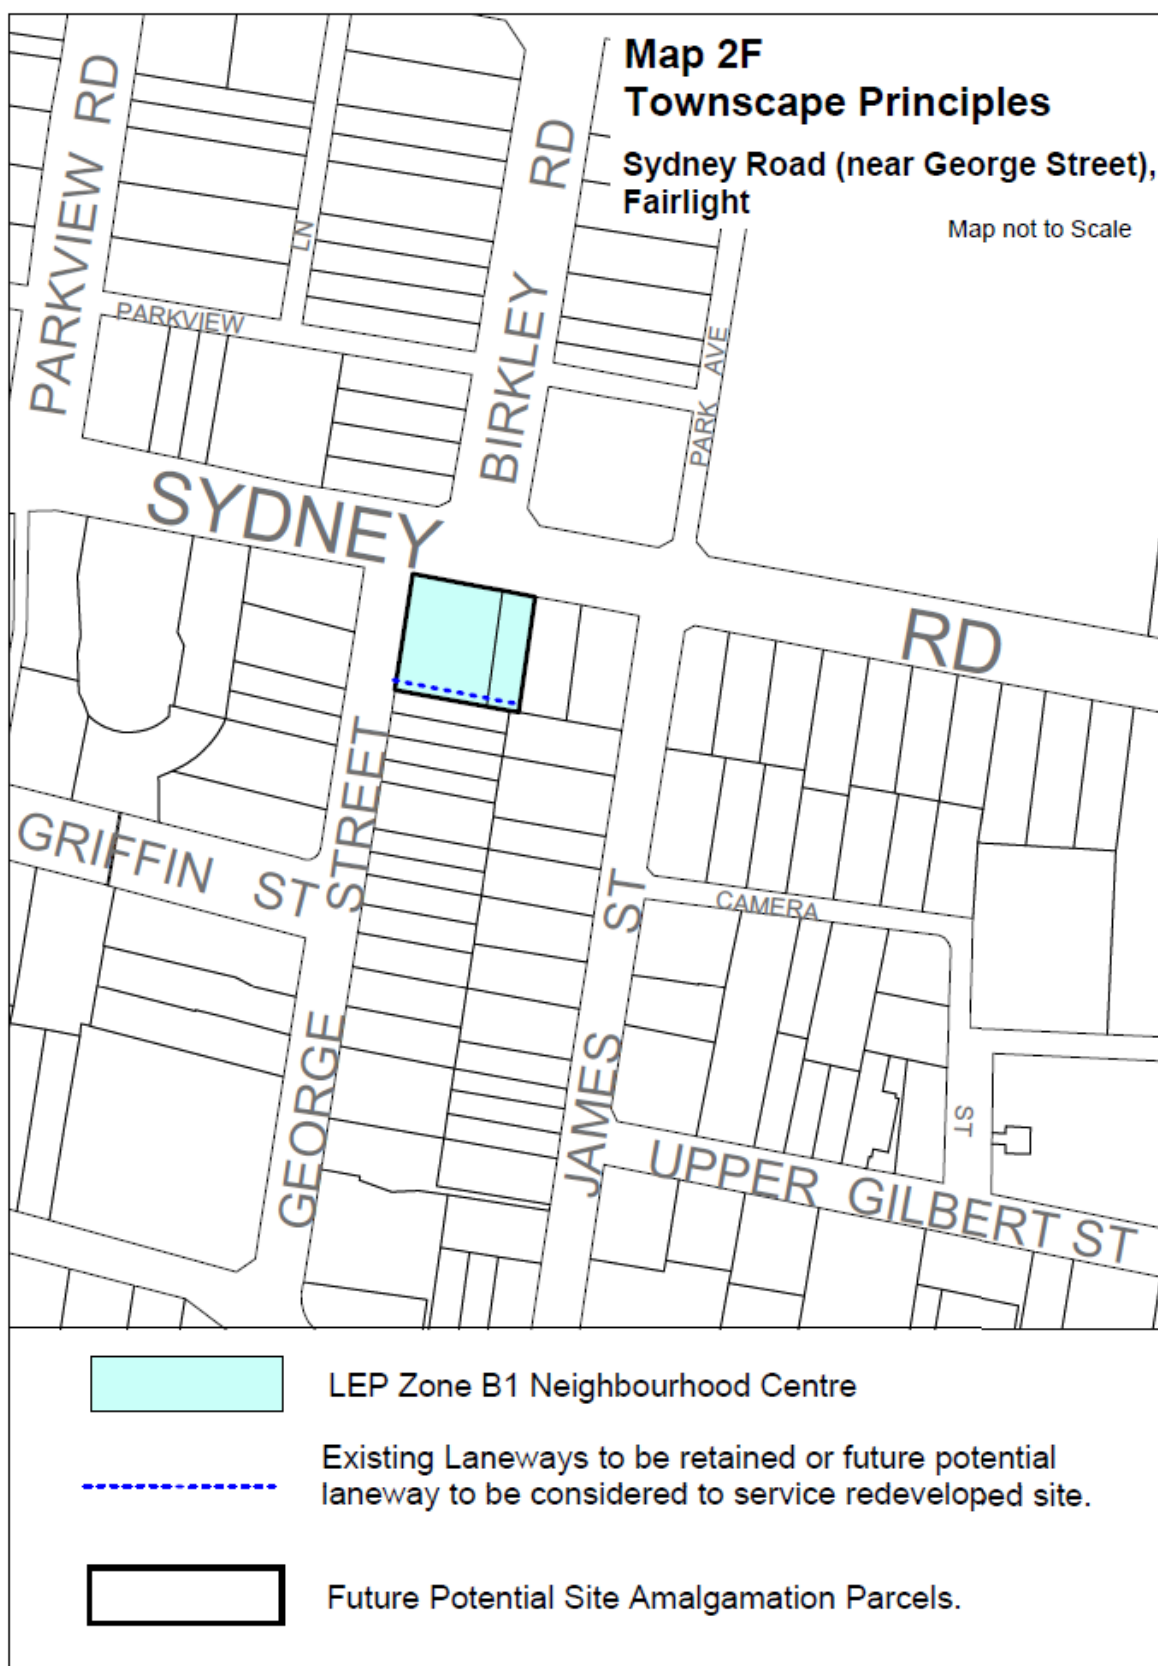 Map 2F
Townscape Principles
Sydney Road (near George Street),
Fairlight
Map not to Scale
PARKVIEW RD
LN
PARKVIEW
BIRKLEY RD
PARK AVE
SYDNEY
RD
GRIFFIN ST
STREET
GEORGE
ST
JAMES
CAMERA
ST
UPPER GILBERT ST
LEP Zone B1 Neighbourhood Centre
Existing Laneways to be retained or future potential
laneway to be considered to service redeveloped site.
Future Potential Site Amalgamation Parcels.